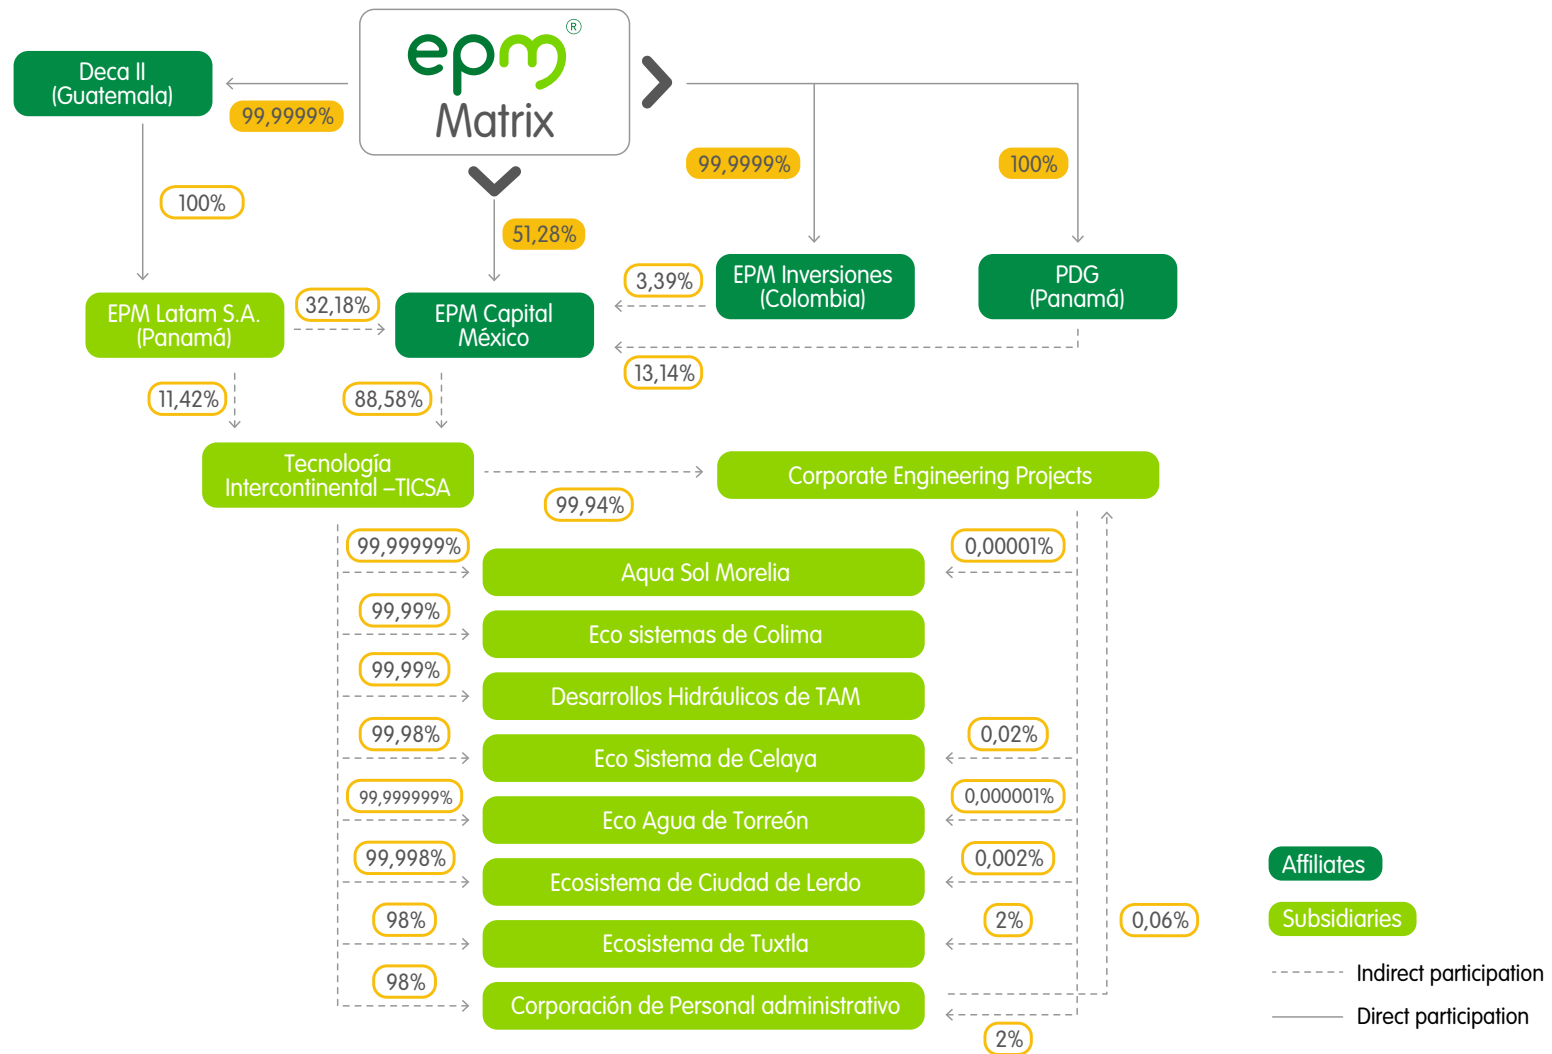 epm®
Matrix
Deca II
(Guatemala)
99,9999%
99,9999%
100%
100%
51,28%
EPM Inversiones
(Colombia)
PDG
(Panamá)
3,39%
EPM Latam S.A.
(Panamá)
32,18%
EPM Capital
México
13,14%
11,42%
88,58%
Tecnología
Intercontinental –TICSA
99,94%
Corporate Engineering Projects
99,99999%
Aqua Sol Morelia
0,00001%
99,99%
Eco sistemas de Colima
99,99%
Desarrollos Hidráulicos de TAM
99,98%
Eco Sistema de Celaya
0,02%
99,999999%
Eco Agua de Torreón
0,000001%
99,998%
Ecosistema de Ciudad de Lerdo
0,002%
98%
Ecosistema de Tuxtla
2%
0,06%
98%
Corporación de Personal administrativo
2%
Affiliates
Subsidiaries
Indirect participation
Direct participation